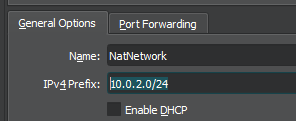 General Options Port Forwarding
Name: NatNetwork
IPv4 Prefix: 10.0.2.0/24
Enable DHCP